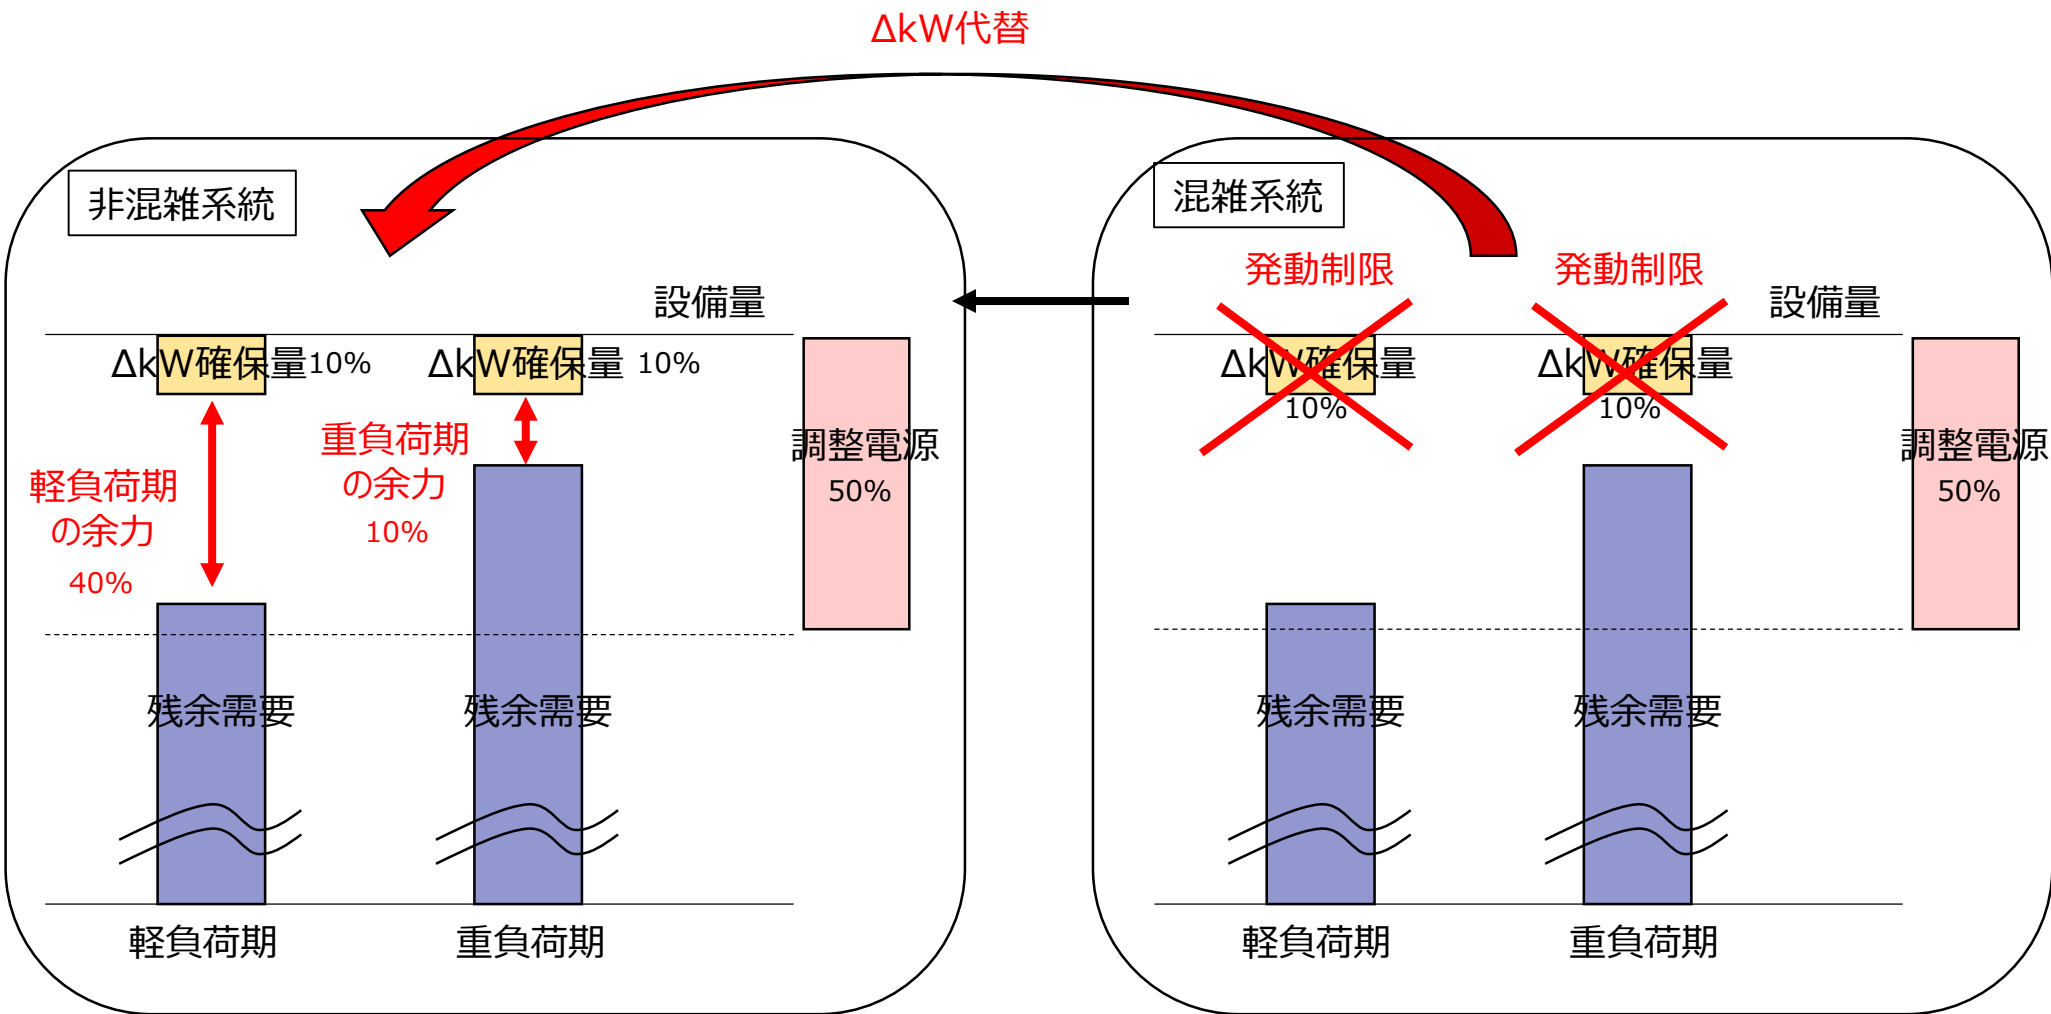 ΔkW代替
非混雑系統
設備量
ΔkW確保量10%
ΔkW確保量 10%
重負荷期
の余力
10%
軽負荷期
の余力
40%
調整電源
50%
残余需要
残余需要
軽負荷期
重負荷期
混雑系統
発動制限
発動制限
設備量
ΔkW確保量
10%
ΔkW確保量
10%
調整電源
50%
残余需要
残余需要
軽負荷期
重負荷期